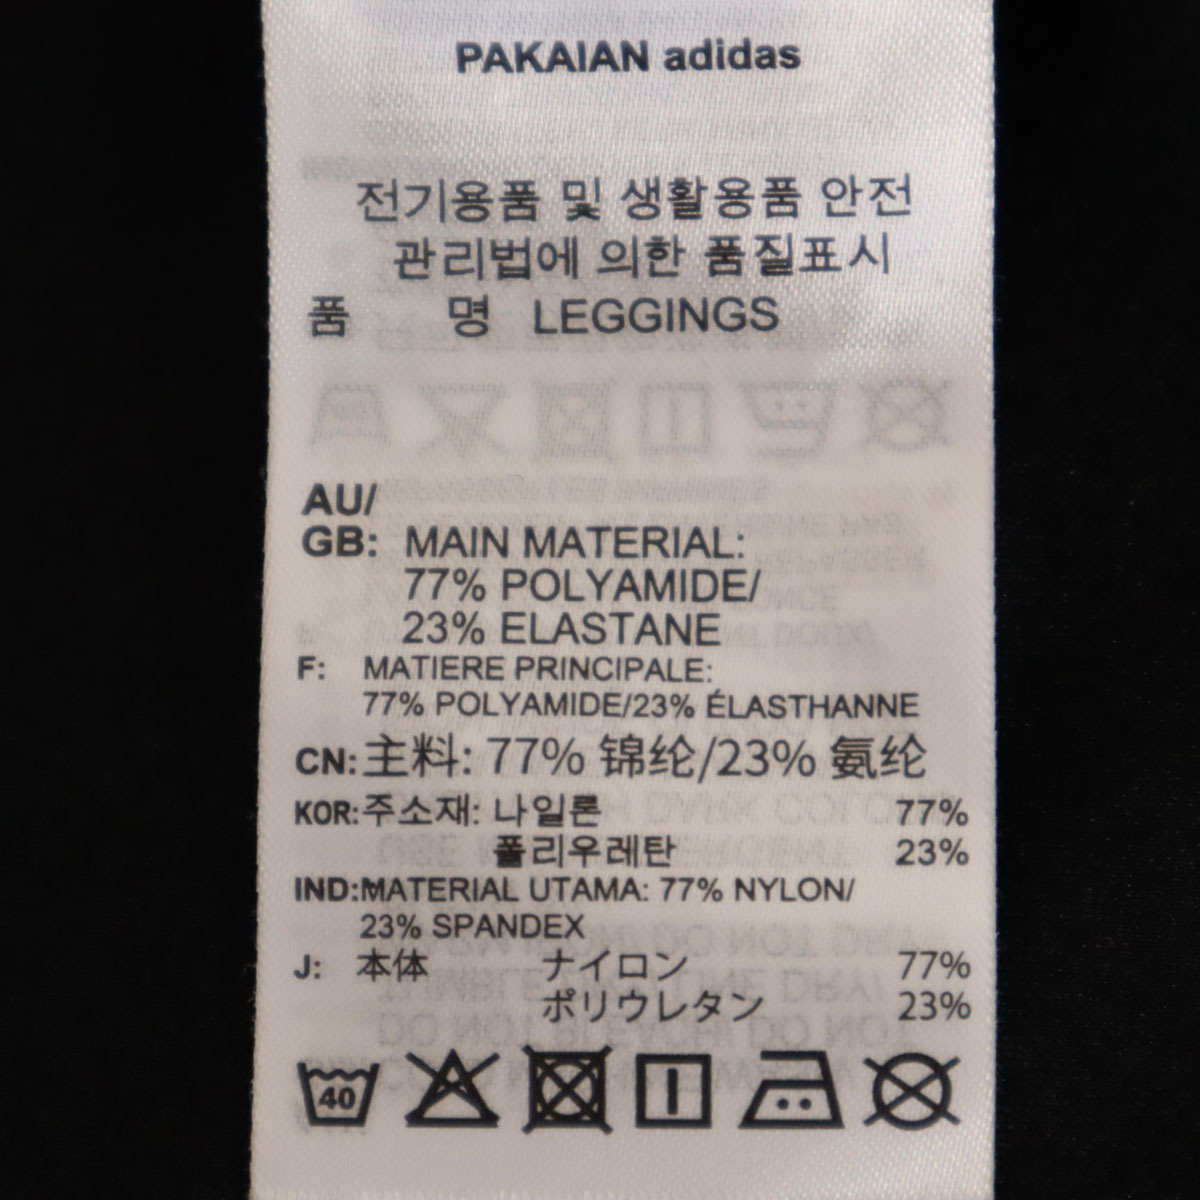 PAKAIAN adidas
전기용품 및 생활용품 안전
관리법에 의한 품질표시
품 명 LEGGINGS
AU/
GB: MAIN MATERIAL:
77% POLYAMIDE/
23% ELASTANE
F: MATIERE PRINCIPALE:
77% POLYAMIDE/23% ÉLASTHANNE
CN: 主料: 77% 锦纶/23% 氨纶
KOR: 주소재: 나일론 77%
폴리우레탄 23%
IND: MATERIAL UTAMA: 77% NYLON/
23% SPANDEX
J: 本体 ナイロン 77%
ポリウレタン 23%
40